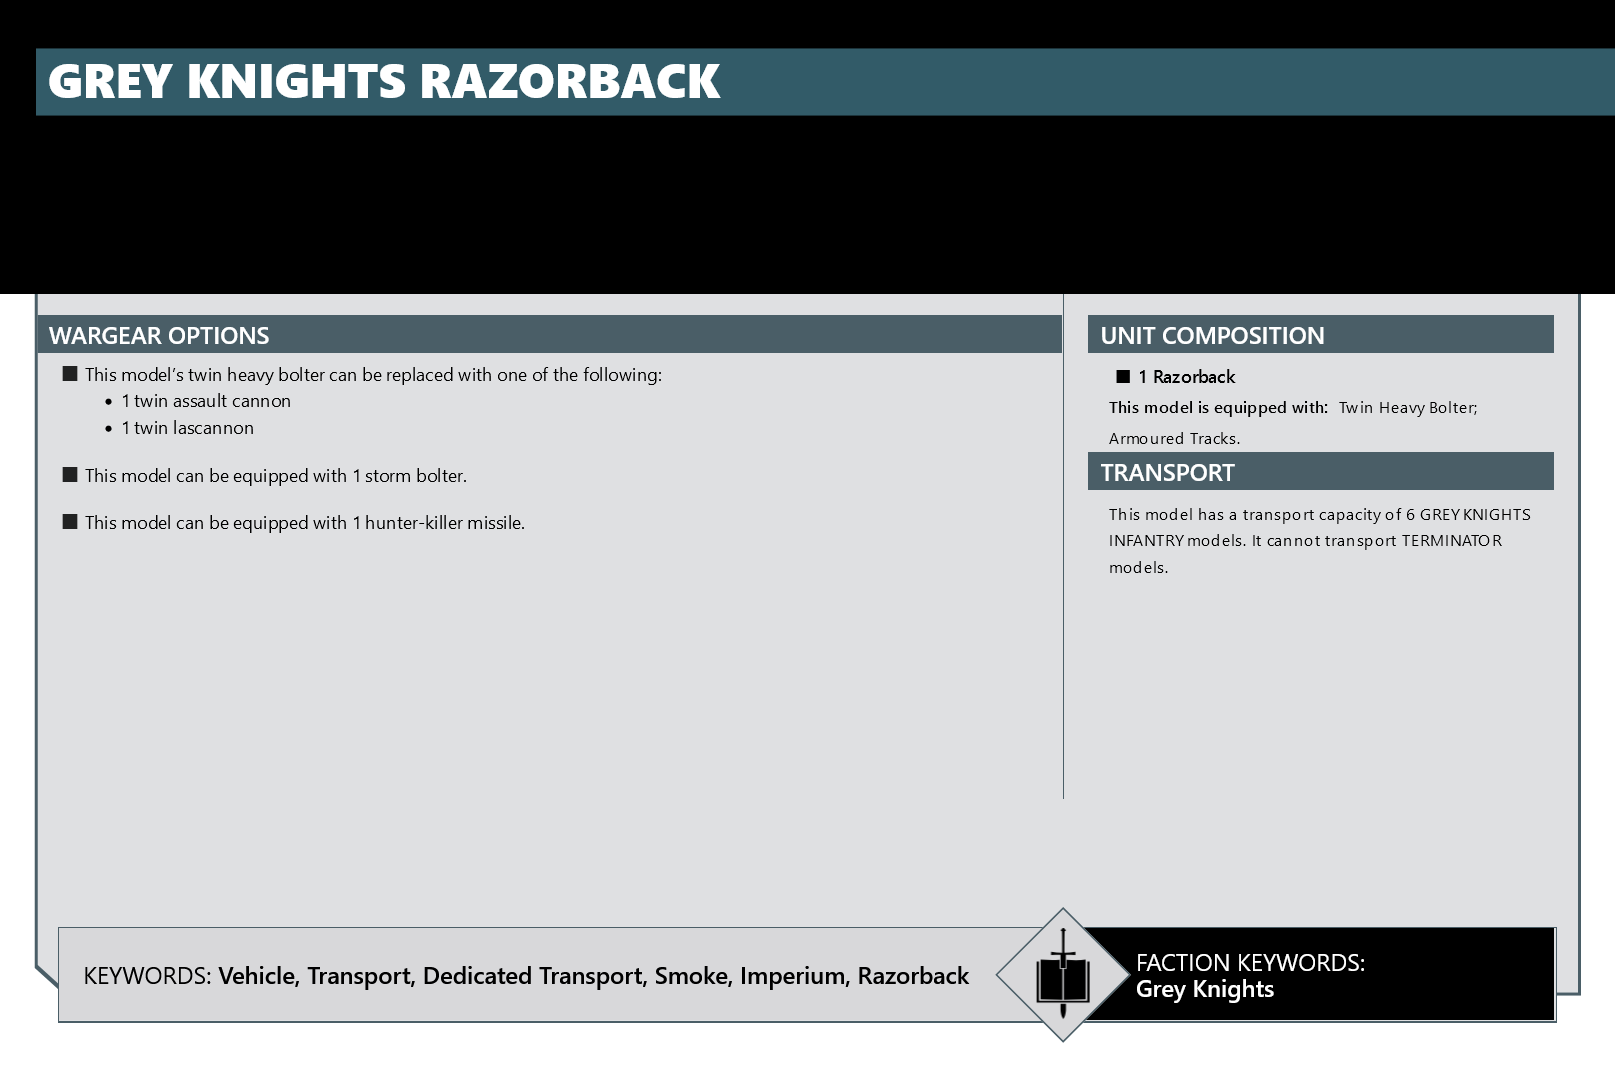 GREY KNIGHTS RAZORBACK
WARGEAR OPTIONS
■ This model’s twin heavy bolter can be replaced with one of the following:
• 1 twin assault cannon
• 1 twin lascannon
■ This model can be equipped with 1 storm bolter.
■ This model can be equipped with 1 hunter-killer missile.
UNIT COMPOSITION
■ 1 Razorback
This model is equipped with: Twin Heavy Bolter;
Armoured Tracks.
TRANSPORT
This model has a transport capacity of 6 GREY KNIGHTS
INFANTRY models. It cannot transport TERMINATOR
models.
KEYWORDS: Vehicle, Transport, Dedicated Transport, Smoke, Imperium, Razorback
FACTION KEYWORDS:
Grey Knights